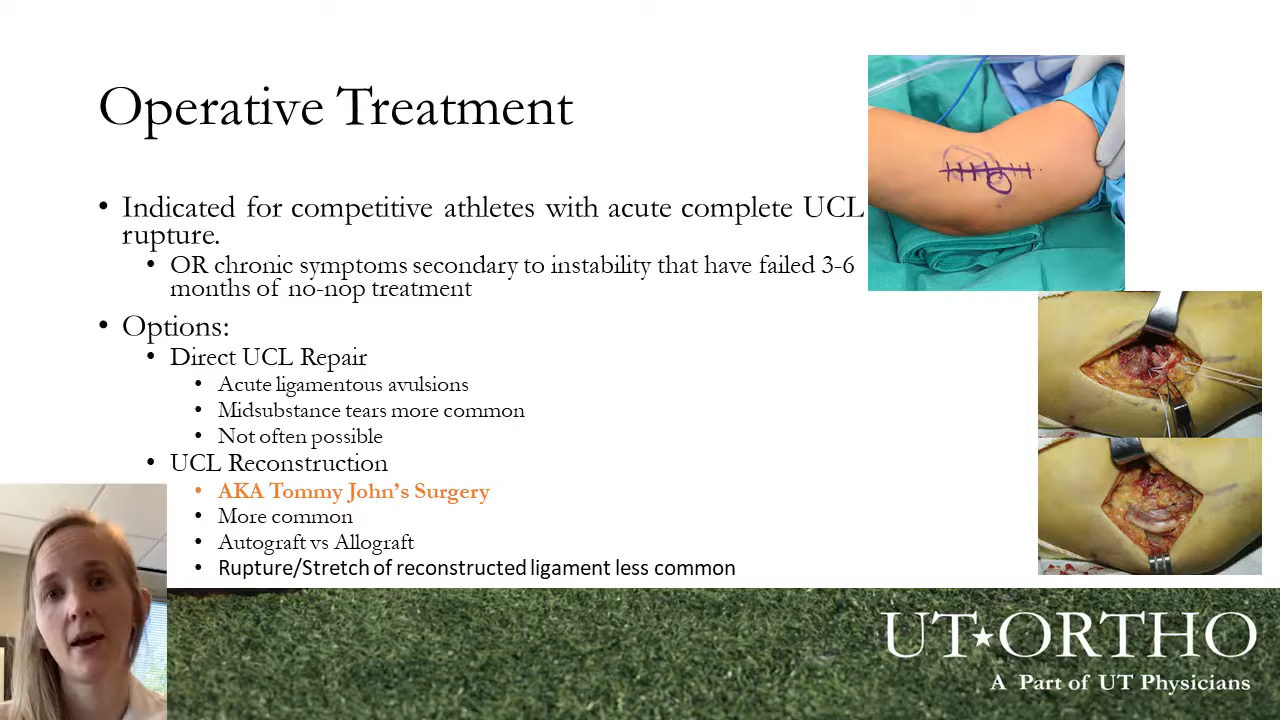 Operative Treatment
• Indicated for competitive athletes with acute complete UCL
rupture.
• OR chronic symptoms secondary to instability that have failed 3-6
months of no-nop treatment
• Options:
• Direct UCL Repair
• Acute ligamentous avulsions
• Midsubstance tears more common
• Not often possible
• UCL Reconstruction
• AKA Tommy John’s Surgery
• More common
• Autograft vs Allograft
• Rupture/Stretch of reconstructed ligament less common
UT★ORTHO
A Part of UT Physicians